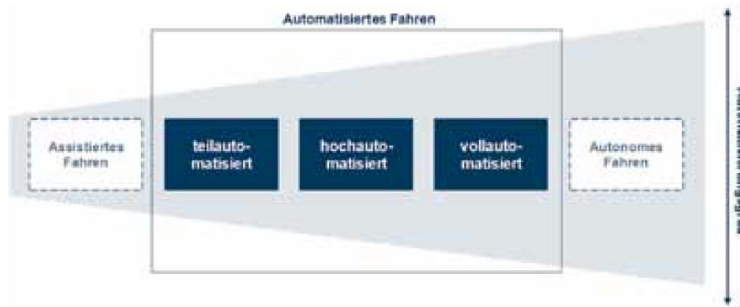 Automatisiertes Fahren
Assistiertes
Fahren
teilauto-
matisiert
hochauto-
matisiert
vollauto-
matisiert
Autonomes
Fahren